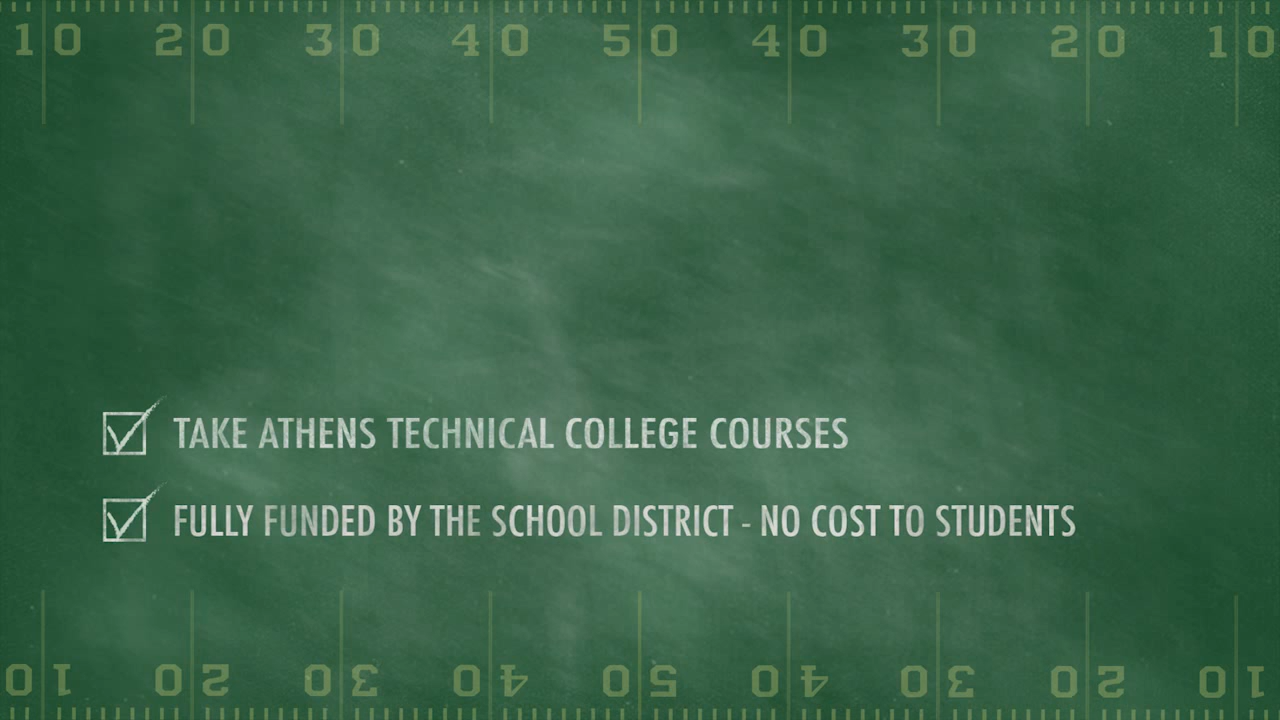 10 20 30 40 50 40 30 20 10
TAKE ATHENS TECHNICAL COLLEGE COURSES
FULLY FUNDED BY THE SCHOOL DISTRICT - NO COST TO STUDENTS
10 20 30 40 50 40 30 20 10